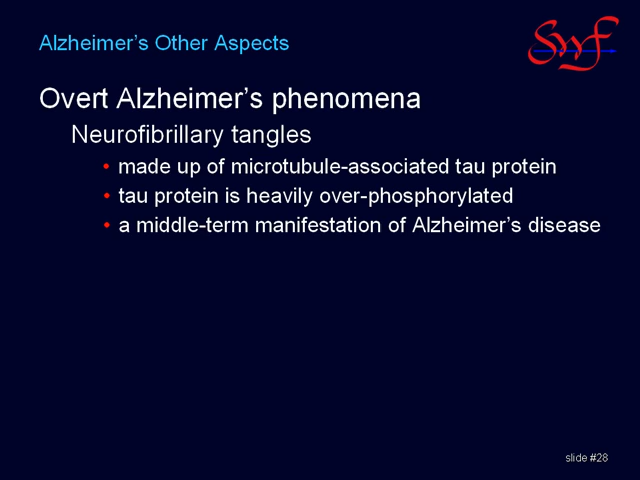 Alzheimer's Other Aspects
Swf
Overt Alzheimer's phenomena
Neurofibrillary tangles
• made up of microtubule-associated tau protein
• tau protein is heavily over-phosphorylated
• a middle-term manifestation of Alzheimer's disease
slide #28